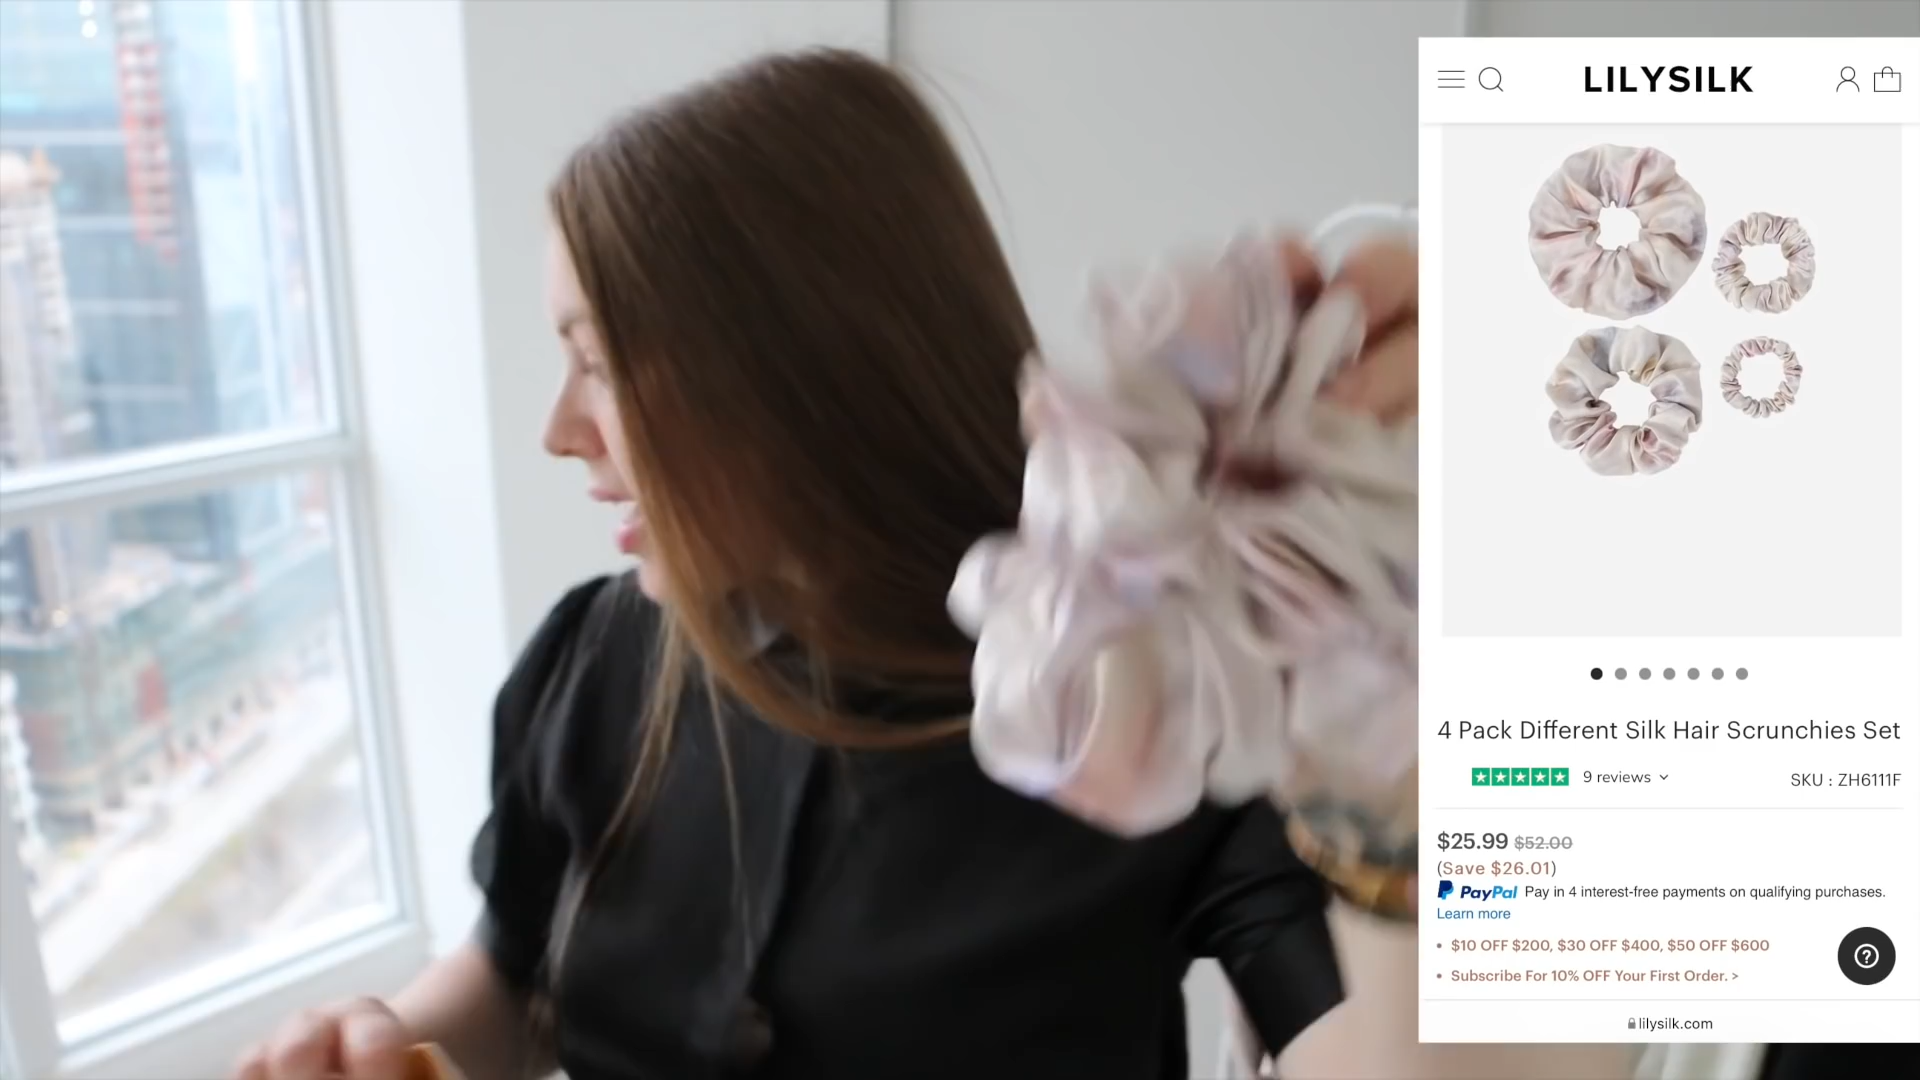 LILYSILK
4 Pack Different Silk Hair Scrunchies Set
9 reviews
SKU : ZH6111F
$25.99 $52.00
(Save $26.01)
PayPal Pay in 4 interest-free payments on qualifying purchases.
Learn more
• $10 OFF $200, $30 OFF $400, $50 OFF $600
• Subscribe For 10% OFF Your First Order. >
lilysilk.com